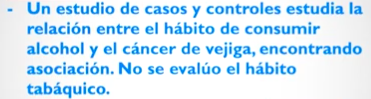 - Un estudio de casos y controles estudia la
relación entre el hábito de consumir
alcohol y el cáncer de vejiga, encontrando
asociación. No se evalúo el hábito
tabáquico.